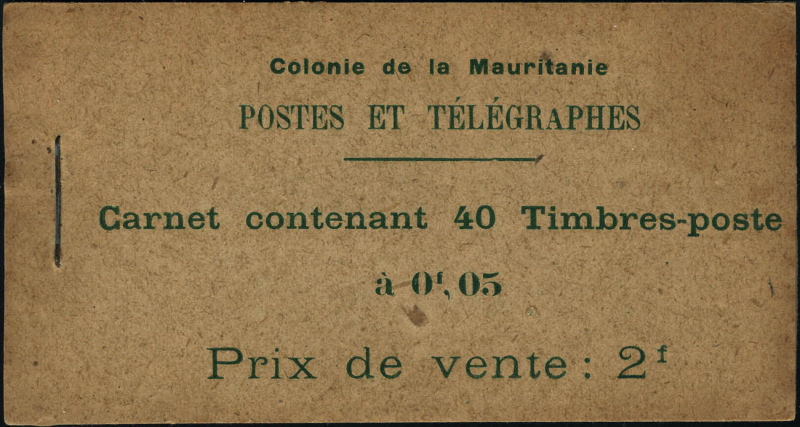 Colonie de la Mauritanie
POSTES ET TÉLÉGRAPHES
Carnet contenant 40 Timbres-poste
à 0f,05
Prix de vente : 2f